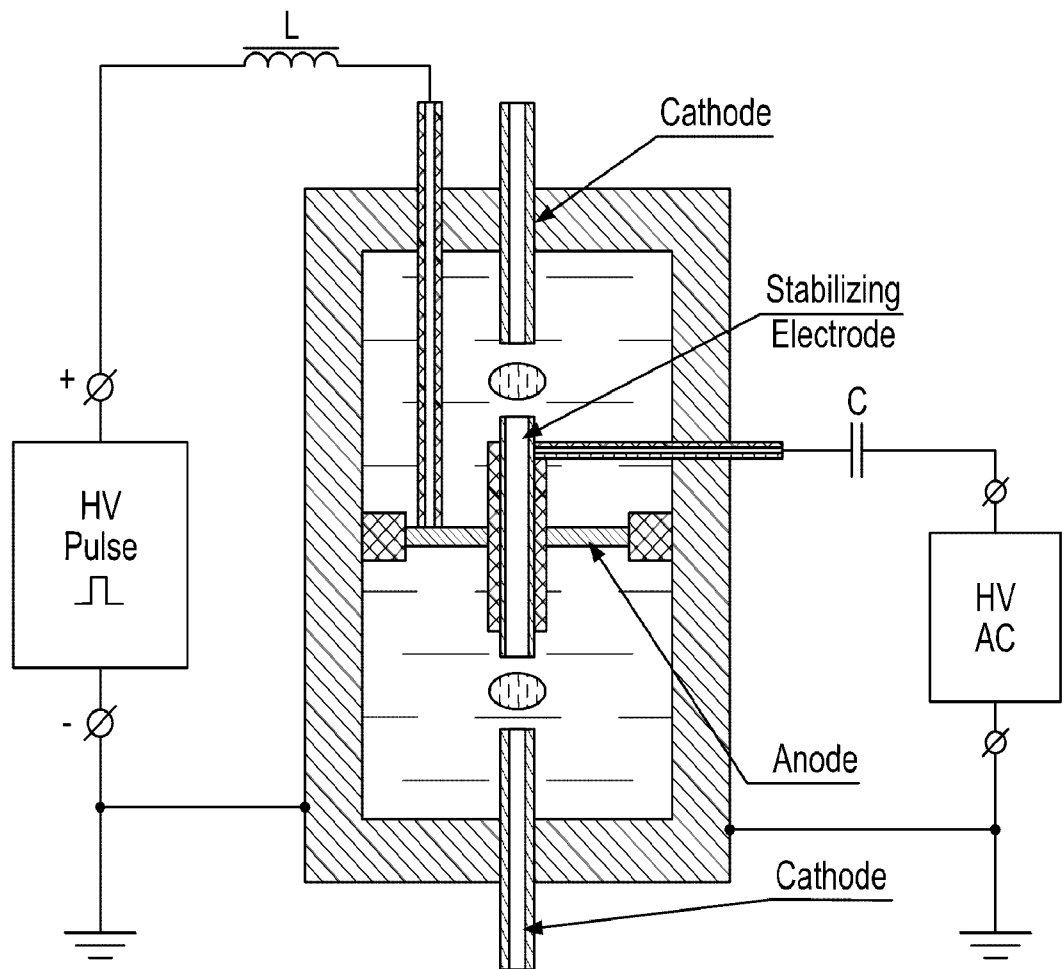 L
Cathode
Stabilizing
Electrode
+
C
HV
Pulse
HV
AC
-
Anode
Cathode